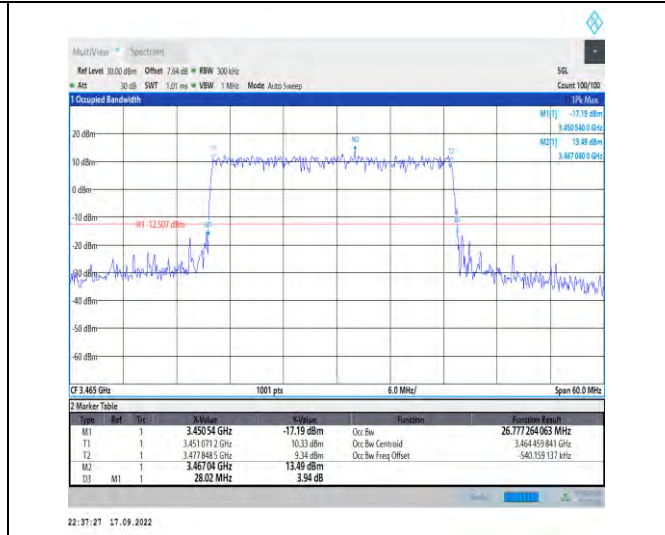 MultiView Spectrum
Ref Level 30.00 dBm Offset 7.64 dB RBW 300 kHz SGL
Att 30 dB SWT 1.01 ms VBW 1 MHz Mode Auto Sweep Count 100/100
1 Occupied Bandwidth 1Pk Max
M1[1] -17.19 dBm
3.450 540 0 GHz
M2[1] 13.49 dBm
3.467 040 0 GHz
20 dBm
M2
T1 T2
10 dBm
0 dBm
-10 dBm
H1 -12.507 dBm M1 D3
-20 dBm
-30 dBm
-40 dBm
-50 dBm
-60 dBm
CF 3.465 GHz 1001 pts 6.0 MHz/ Span 60.0 MHz
2 Marker Table
Type Ref Trc X-Value Y-Value Function Function Result
M1 1 3.45054 GHz -17.19 dBm Occ Bw 26.777 264 063 MHz
T1 1 3.451 071 2 GHz 10.33 dBm Occ Bw Centroid 3.464 459 841 GHz
T2 1 3.477 848 5 GHz 9.34 dBm Occ Bw Freq Offset -540.159 137 kHz
M2 1 3.46704 GHz 13.49 dBm
D3 M1 1 28.02 MHz 3.94 dB
Ready
22:37:27 17.09.2022